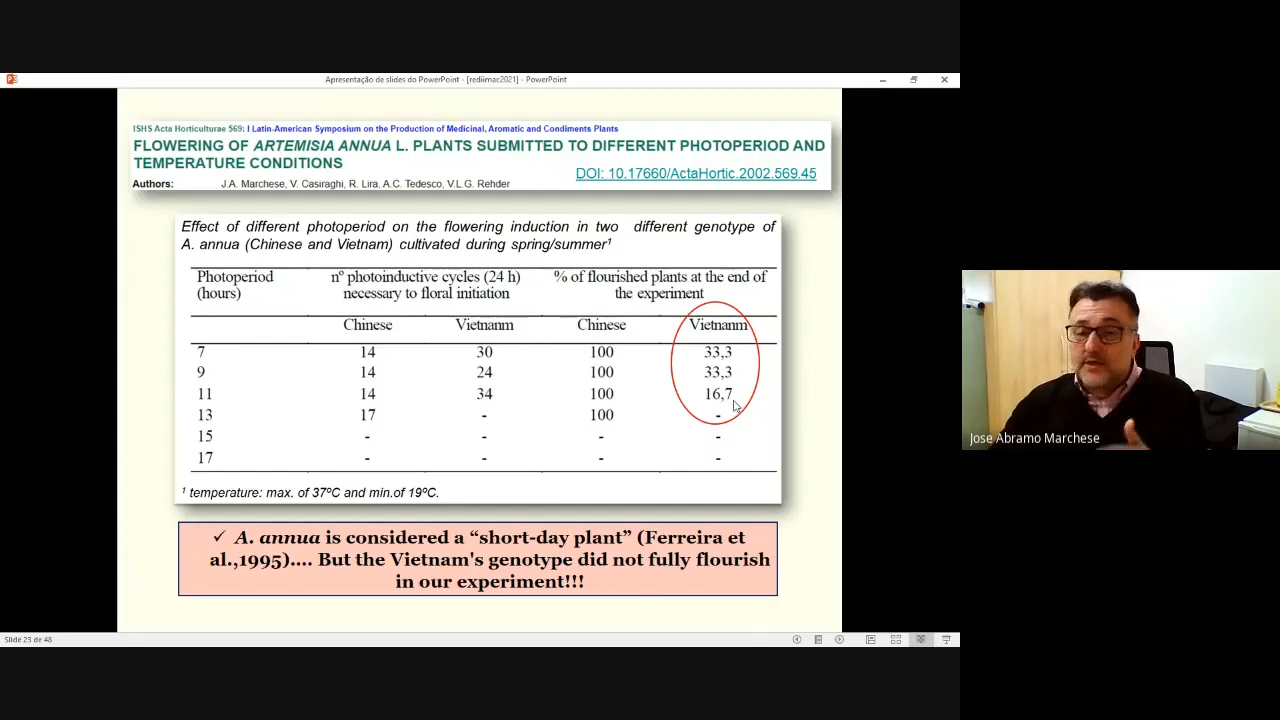 Apresentação de slides do PowerPoint - [rediimac2021] - PowerPoint
ISHS Acta Horticulturae 569: I Latin-American Symposium on the Production of Medicinal, Aromatic and Condiments Plants
FLOWERING OF ARTEMISIA ANNUA L. PLANTS SUBMITTED TO DIFFERENT PHOTOPERIOD AND
TEMPERATURE CONDITIONS
DOI: 10.17660/ActaHortic.2002.569.45
Authors: J.A. Marchese, V. Casiraghi, R. Lira, A.C. Tedesco, V.L.G. Rehder
Effect of different photoperiod on the flowering induction in two different genotype of
A. annua (Chinese and Vietnam) cultivated during spring/summer¹
Photoperiod nº photoinductive cycles (24 h) % of flourished plants at the end of
(hours) necessary to floral initiation the experiment
Chinese Vietnanm Chinese Vietnanm
7 14 30 100 33,3
9 14 24 100 33,3
11 14 34 100 16,7
13 17 - 100 -
15 - - - -
17 - - - -
¹ temperature: max. of 37ºC and min.of 19ºC.
✓ A. annua is considered a “short-day plant” (Ferreira et
al.,1995).... But the Vietnam's genotype did not fully flourish
in our experiment!!!
Jose Abramo Marchese
Slide 23 de 48